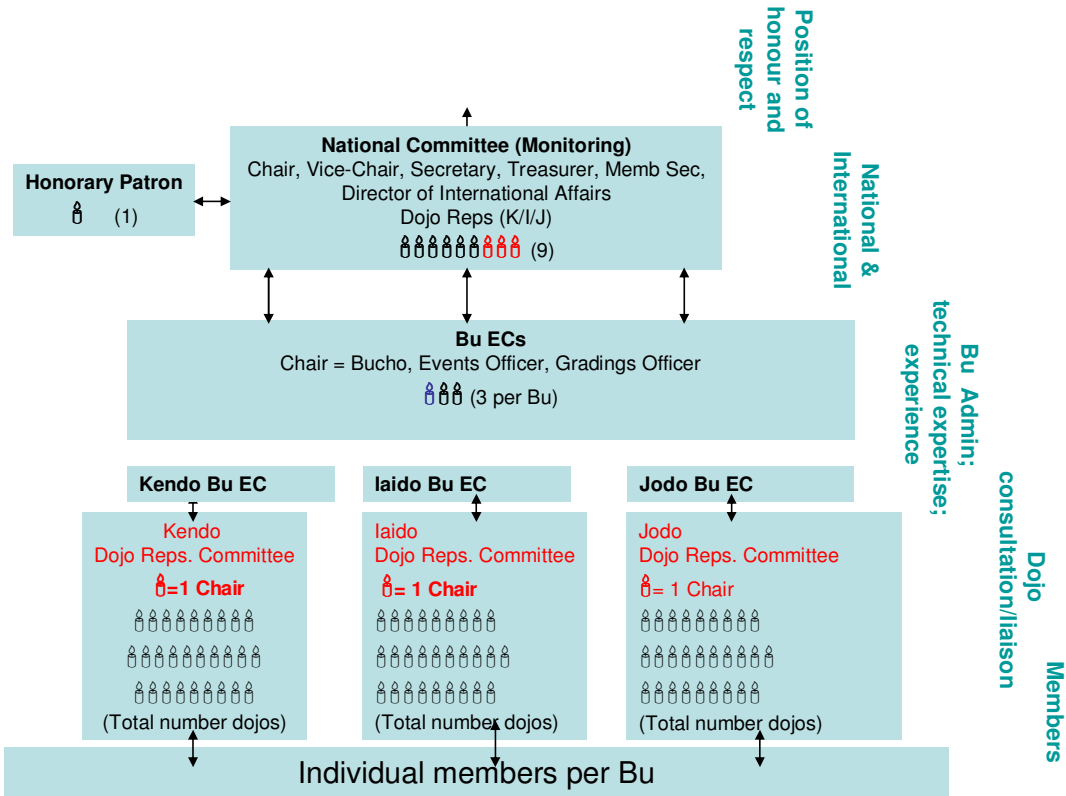 Position of
honour and
respect
National Committee (Monitoring)
Chair, Vice-Chair, Secretary, Treasurer, Memb Sec,
Director of International Affairs
Dojo Reps (K/I/J)
(9)
Honorary Patron
(1)
National &
International
Bu ECs
Chair = Bucho, Events Officer, Gradings Officer
(3 per Bu)
Bu Admin;
technical expertise;
experience
Kendo Bu EC
Iaido Bu EC
Jodo Bu EC
Kendo
Dojo Reps. Committee
=1 Chair
(Total number dojos)
Iaido
Dojo Reps. Committee
= 1 Chair
(Total number dojos)
Jodo
Dojo Reps. Committee
= 1 Chair
(Total number dojos)
Dojo
consultation/liaison
Members
Individual members per Bu